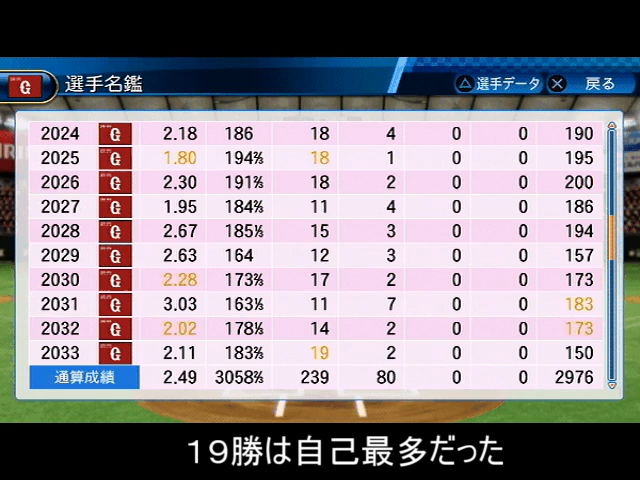 G 選手名鑑 △選手データ ×戻る
2024 G 2.18 186 18 4 0 0 190
2025 G 1.80 194⅔ 18 1 0 0 195
2026 G 2.30 191⅔ 18 2 0 0 200
2027 G 1.95 184⅔ 11 4 0 0 186
2028 G 2.67 185⅓ 15 3 0 0 194
2029 G 2.63 164 12 3 0 0 157
2030 G 2.28 173⅔ 17 2 0 0 173
2031 G 3.03 163⅓ 11 7 0 0 183
2032 G 2.02 178⅓ 14 2 0 0 173
2033 G 2.11 183⅓ 19 2 0 0 150
通算成績 2.49 3058⅔ 239 80 0 0 2976
19勝は自己最多だった